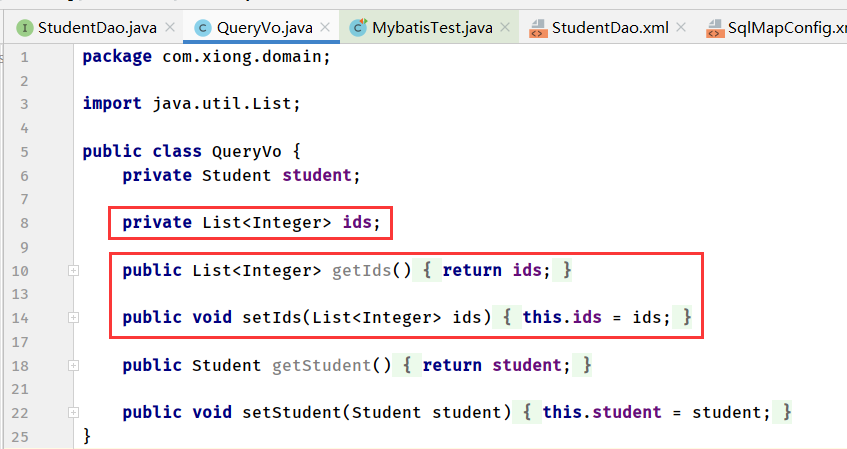 StudentDao.java × QueryVo.java × MybatisTest.java × StudentDao.xml × SqlMapConfig.x
1 package com.xiong.domain;
2
3 import java.util.List;
4
5 public class QueryVo {
6 private Student student;
7
8 private List<Integer> ids;
9
10 public List<Integer> getIds() { return ids; }
13
14 public void setIds(List<Integer> ids) { this.ids = ids; }
17
18 public Student getStudent() { return student; }
21
22 public void setStudent(Student student) { this.student = student; }
25 }